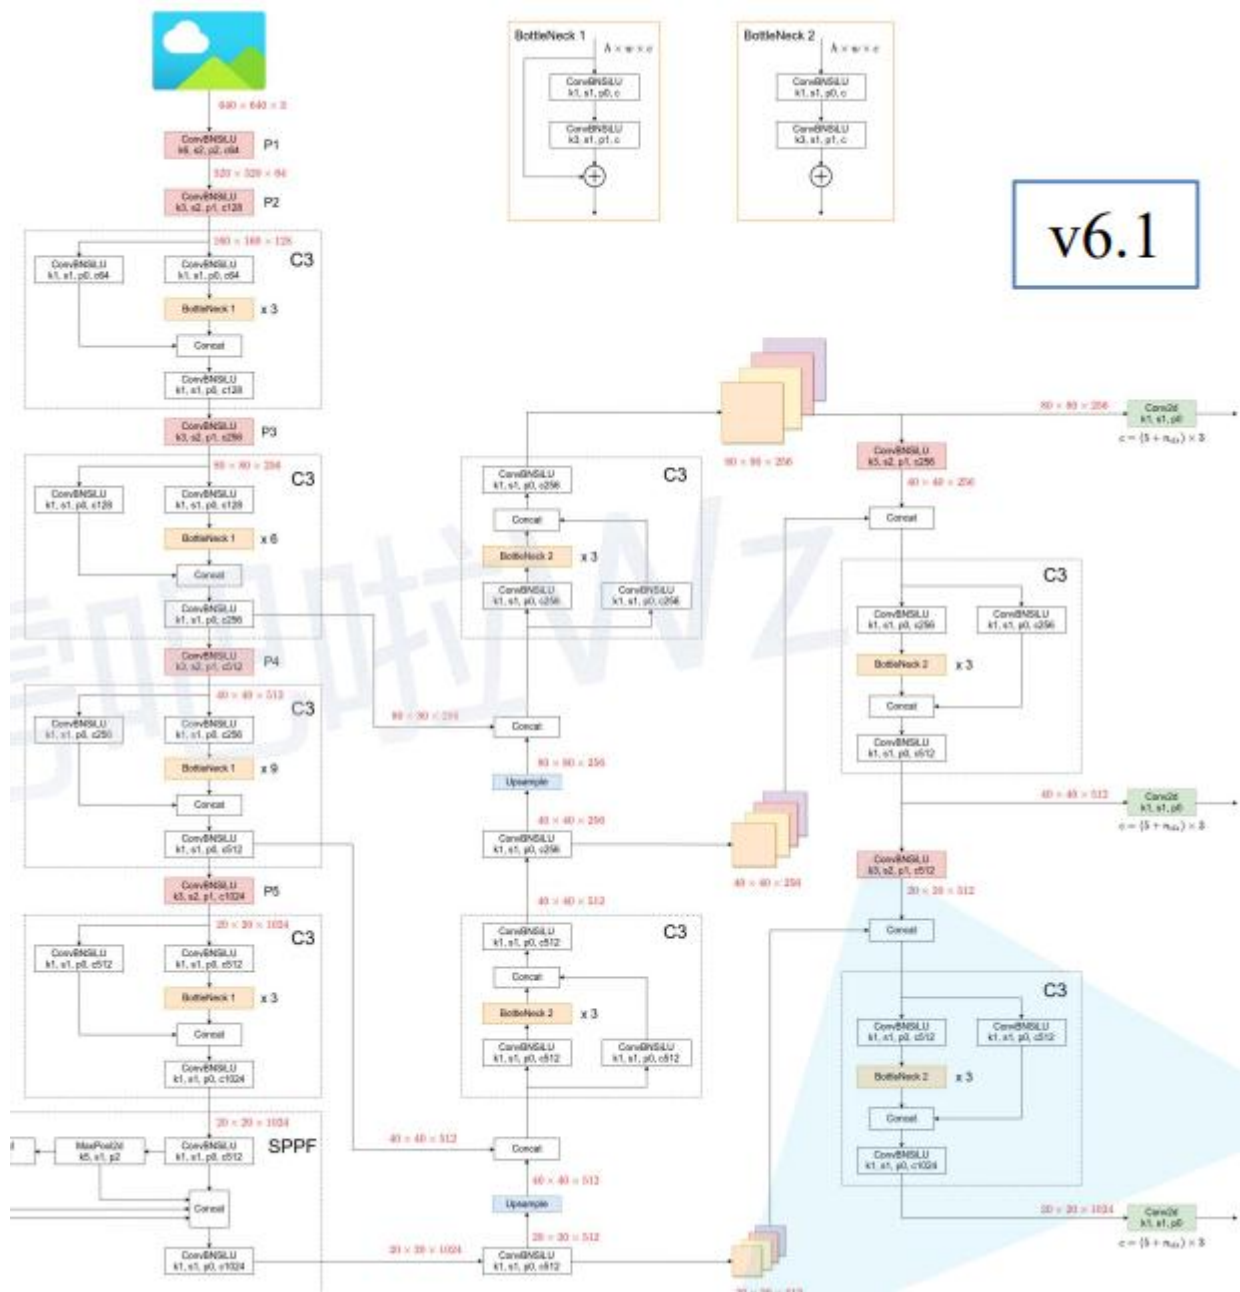 640 × 640 × 3
ConvBNSiLU
k6, s2, p2, c64
P1
320 × 320 × 64
ConvBNSiLU
k3, s2, p1, c128
P2
160 × 160 × 128
C3
ConvBNSiLU
k1, s1, p0, c64
ConvBNSiLU
k1, s1, p0, c64
BottleNeck 1
x 3
Concat
ConvBNSiLU
k1, s1, p0, c128
ConvBNSiLU
k3, s2, p1, c256
P3
80 × 80 × 256
C3
ConvBNSiLU
k1, s1, p0, c128
ConvBNSiLU
k1, s1, p0, c128
BottleNeck 1
x 6
Concat
ConvBNSiLU
k1, s1, p0, c256
ConvBNSiLU
k3, s2, p1, c512
P4
40 × 40 × 512
C3
ConvBNSiLU
k1, s1, p0, c256
ConvBNSiLU
k1, s1, p0, c256
BottleNeck 1
x 9
Concat
ConvBNSiLU
k1, s1, p0, c512
ConvBNSiLU
k3, s2, p1, c1024
P5
20 × 20 × 1024
C3
ConvBNSiLU
k1, s1, p0, c512
ConvBNSiLU
k1, s1, p0, c512
BottleNeck 1
x 3
Concat
ConvBNSiLU
k1, s1, p0, c1024
20 × 20 × 1024
SPPF
MaxPool2d
k5, s1, p2
ConvBNSiLU
k1, s1, p0, c512
Concat
ConvBNSiLU
k1, s1, p0, c1024
20 × 20 × 1024
BottleNeck 1
h × w × c
ConvBNSiLU
k1, s1, p0, c
ConvBNSiLU
k3, s1, p1, c
BottleNeck 2
h × w × c
ConvBNSiLU
k1, s1, p0, c
ConvBNSiLU
k3, s1, p1, c
v6.1
C3
ConvBNSiLU
k1, s1, p0, c256
Concat
BottleNeck 2
x 3
ConvBNSiLU
k1, s1, p0, c256
ConvBNSiLU
k1, s1, p0, c256
80 × 80 × 256
Concat
80 × 80 × 256
Upsample
40 × 40 × 256
ConvBNSiLU
k1, s1, p0, c256
40 × 40 × 512
C3
ConvBNSiLU
k1, s1, p0, c512
Concat
BottleNeck 2
x 3
ConvBNSiLU
k1, s1, p0, c512
ConvBNSiLU
k1, s1, p0, c512
40 × 40 × 512
Concat
40 × 40 × 512
Upsample
20 × 20 × 512
ConvBNSiLU
k1, s1, p0, c512
80 × 80 × 256
80 × 80 × 256
Conv2d
k1, s1, p0
c = (5 + n_cls) × 3
ConvBNSiLU
k3, s2, p1, c256
40 × 40 × 256
Concat
C3
ConvBNSiLU
k1, s1, p0, c256
ConvBNSiLU
k1, s1, p0, c256
BottleNeck 2
x 3
Concat
ConvBNSiLU
k1, s1, p0, c512
40 × 40 × 512
Conv2d
k1, s1, p0
c = (5 + n_cls) × 3
40 × 40 × 256
ConvBNSiLU
k3, s2, p1, c512
20 × 20 × 512
Concat
C3
ConvBNSiLU
k1, s1, p0, c512
ConvBNSiLU
k1, s1, p0, c512
BottleNeck 2
x 3
Concat
ConvBNSiLU
k1, s1, p0, c1024
20 × 20 × 1024
Conv2d
k1, s1, p0
c = (5 + n_cls) × 3
吧啦Wz